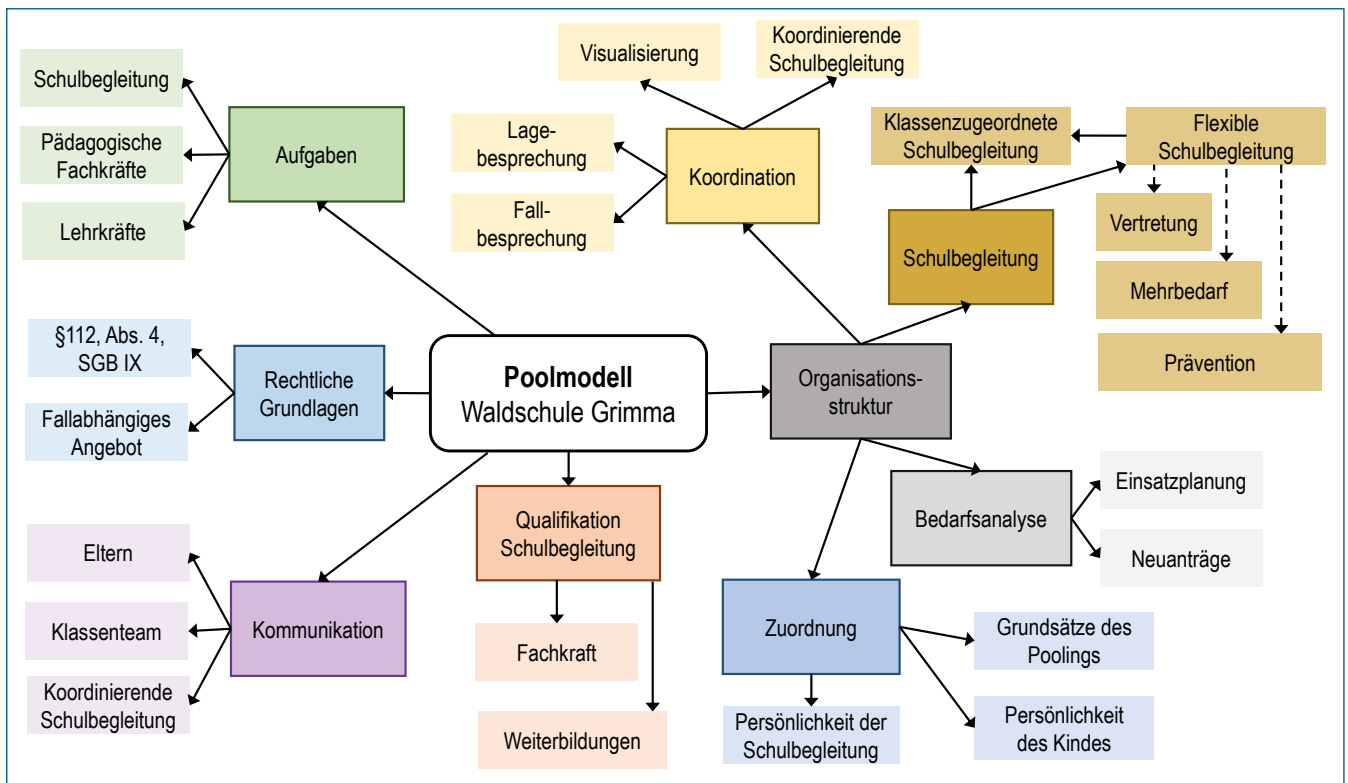 Schulbegleitung
Pädagogische
Fachkräfte
Lehrkräfte
Aufgaben
Visualisierung
Koordinierende
Schulbegleitung
Lage-
besprechung
Fall-
besprechung
Koordination
Klassenzugeordnete
Schulbegleitung
Flexible
Schulbegleitung
Schulbegleitung
Vertretung
Mehrbedarf
Prävention
§112, Abs. 4,
SGB IX
Fallabhängiges
Angebot
Rechtliche
Grundlagen
Poolmodell
Waldschule Grimma
Organisations-
struktur
Bedarfsanalyse
Einsatzplanung
Neuanträge
Eltern
Klassenteam
Koordinierende
Schulbegleitung
Kommunikation
Qualifikation
Schulbegleitung
Fachkraft
Weiterbildungen
Zuordnung
Grundsätze des
Poolings
Persönlichkeit der
Schulbegleitung
Persönlichkeit
des Kindes